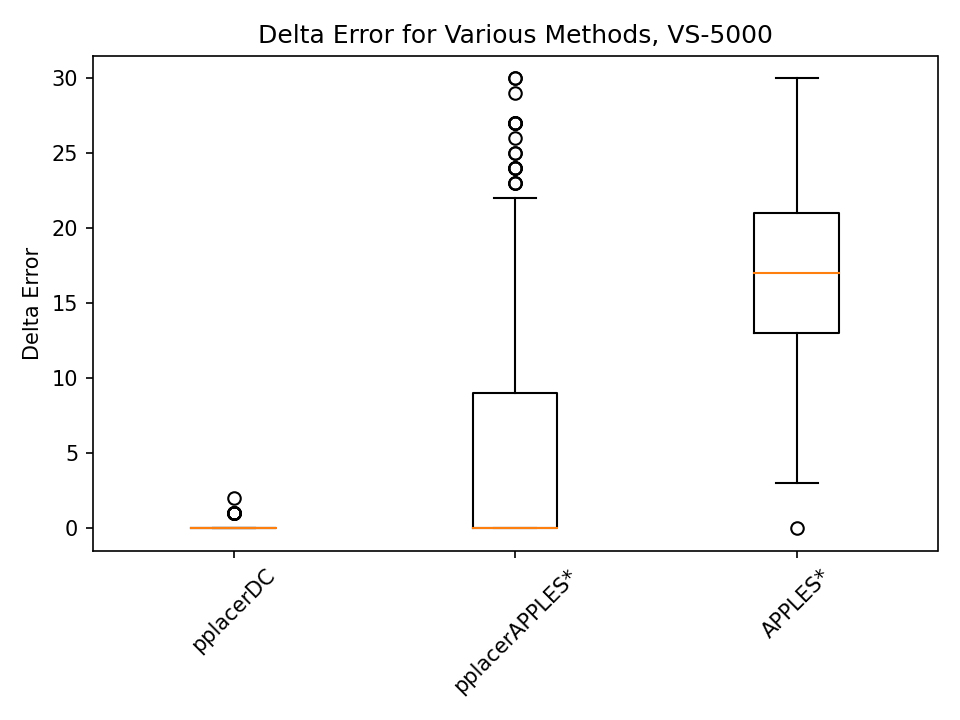 Delta Error for Various Methods, VS-5000
30
25
20
15
10
5
0
Delta Error
pplacerDC
pplacerAPPLES*
APPLES*